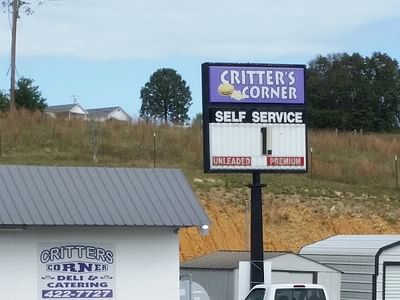 CRITTER'S
CORNER
SELF SERVICE
1
UNLEADED PREMIUM
CRITTERS
CORNER
DELI &
CATERING
422-7727